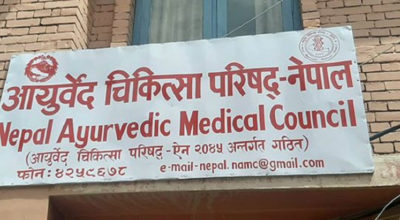 आयुर्वेद चिकित्सा परिषद्-नेपाल
Nepal Ayurvedic Medical Council
(आयुर्वेद चिकित्सा परिषद्-ऐन २०४५ अन्तर्गत गठित)
फोन: ४२५९६७८ e-mail-nepal.namc@gmail.com